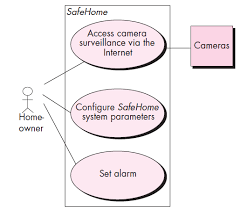 SafeHome
Access camera
surveillance via the
Internet
Cameras
Configure SafeHome
system parameters
Home-
owner
Set alarm